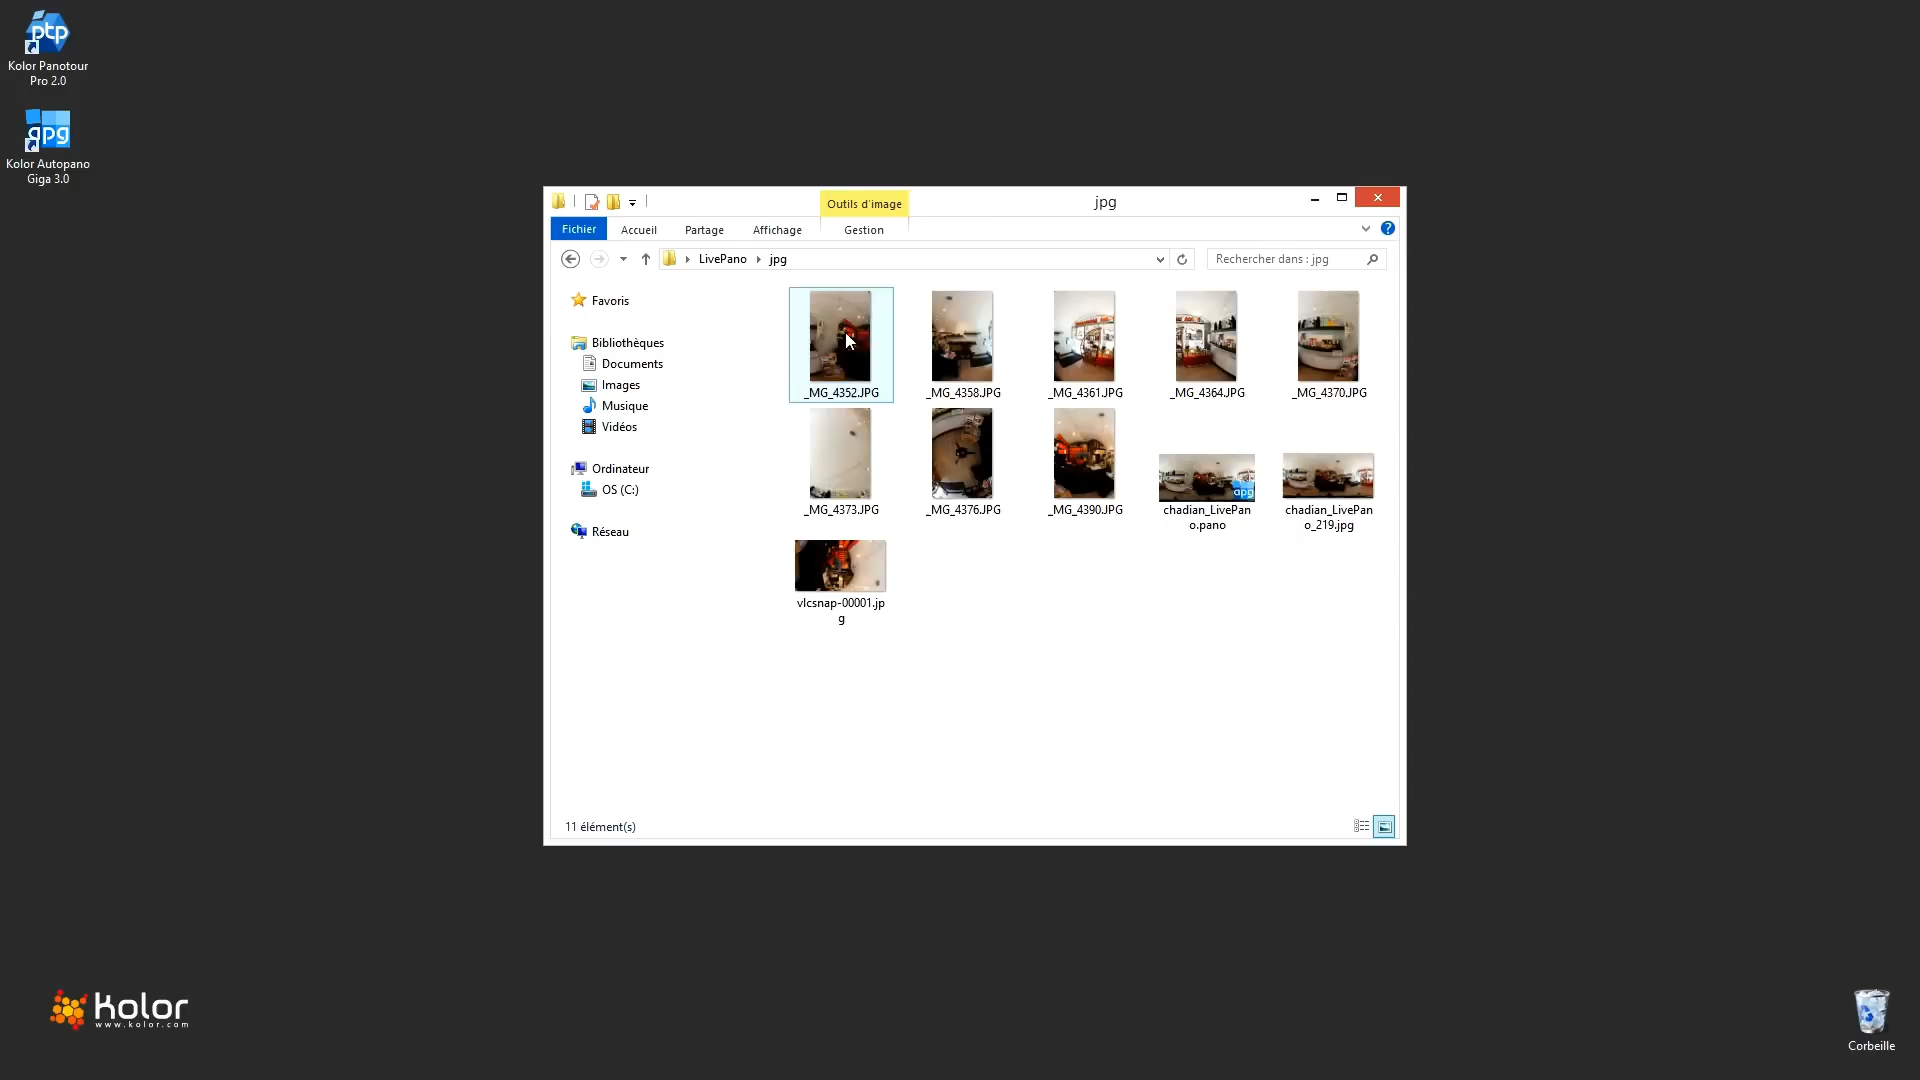 ptp
Kolor Panotour
Pro 2.0
apg
Kolor Autopano
Giga 3.0
Outils d'image
jpg
Fichier
Accueil
Partage
Affichage
Gestion
LivePano
jpg
Rechercher dans : jpg
Favoris
Bibliothèques
Documents
Images
Musique
Vidéos
Ordinateur
OS (C:)
Réseau
_MG_4352.JPG
_MG_4358.JPG
_MG_4361.JPG
_MG_4364.JPG
_MG_4370.JPG
_MG_4373.JPG
_MG_4376.JPG
_MG_4390.JPG
apg
chadian_LivePan
o.pano
chadian_LivePan
o_219.jpg
vlcsnap-00001.jp
g
11 élément(s)
kolor
www.kolor.com
Corbeille